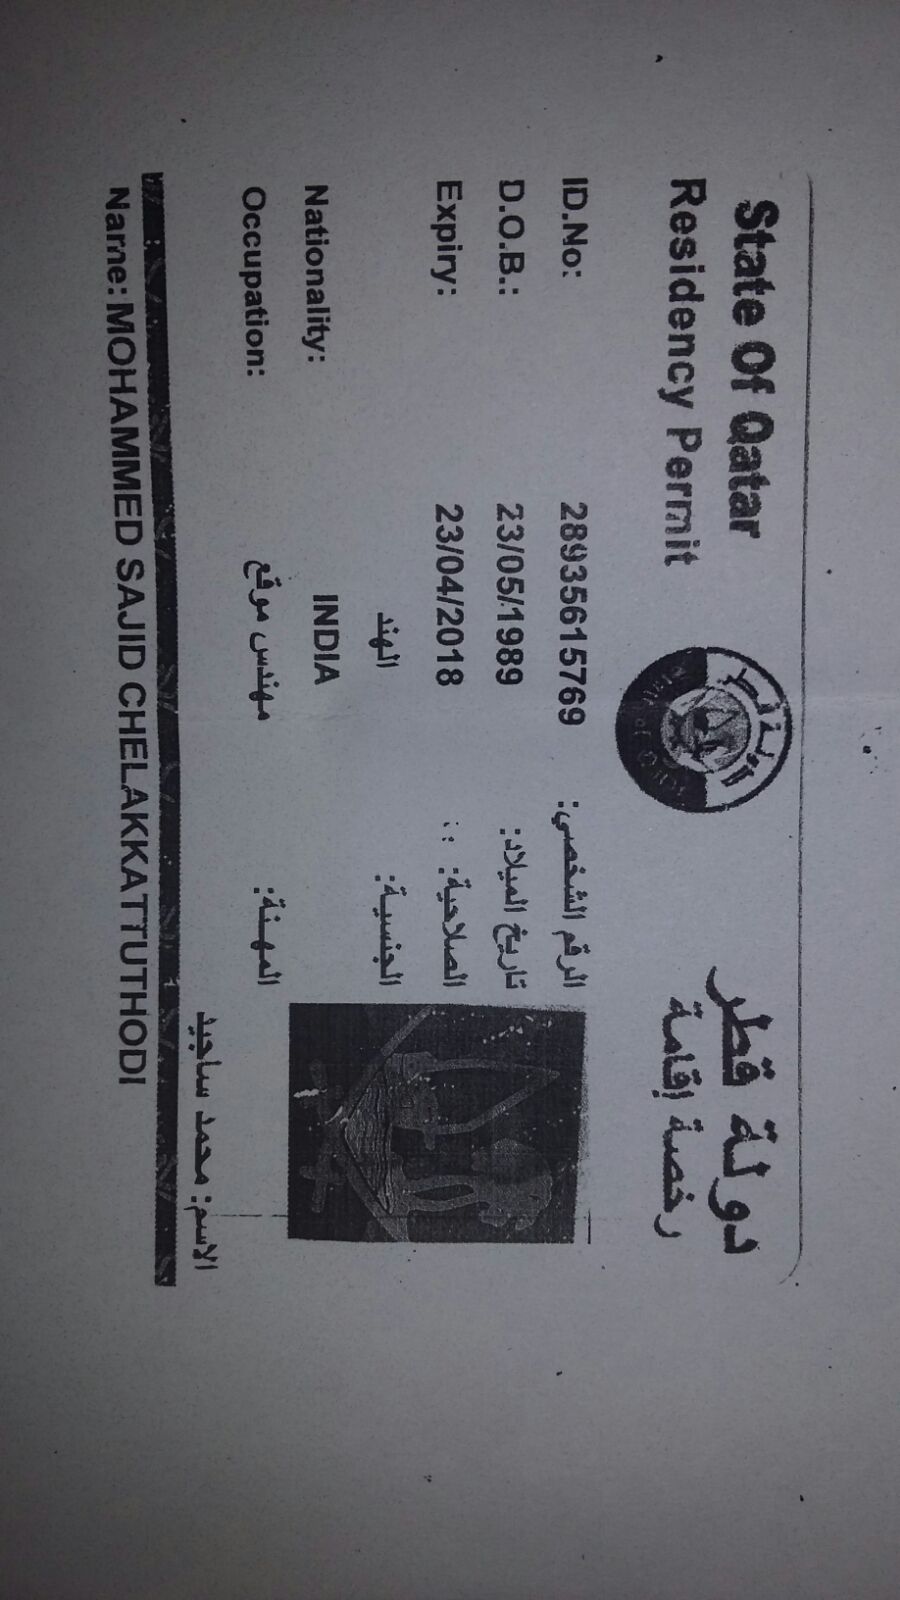 State Of Qatar دولة قطر
Residency Permit رخصة إقامة
ID.No: 28935615769 الرقم الشخصي:
D.O.B.: 23/05/1989 تاريخ الميلاد:
Expiry: 23/04/2018 الصلاحية:
الهند الجنسية:
Nationality: INDIA
Occupation: مهندس موقع المهنة:
الاسم: محمد ساجيد
Name: MOHAMMED SAJID CHELAKKATTUTHODI